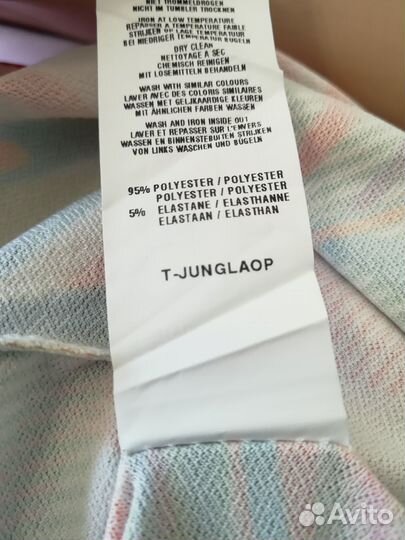 NIET TROMMELDROGEN
NICHT IM TUMBLER TROCKNEN
IRON AT LOW TEMPERATURE
REPASSER A TEMPERATURE FAIBLE
STRIJKEN OP LAGE TEMPERATUUR
BEI NIEDRIGER TEMPERATUR BUGELN
DRY CLEAN
NETTOYAGE A SEC
CHEMISCH REINIGEN
MIT LOSEMITTELN BEHANDELN
WASH WITH SIMILAR COLOURS
LAVER AVEC DES COLORIS SIMILAIRES
WASSEN MET GELIJKAARDIGE KLEUREN
MIT ÄHNLICHEN FARBEN WASSEN
WASH AND IRON INSIDE OUT
LAVER ET REPASSER SUR L'ENVERS
WASSEN EN BINNENSTEBUITEN STRIJKEN
VON LINKS WASCHEN UND BÜGELN
95% POLYESTER / POLYESTER
POLYESTER / POLYESTER
5% ELASTANE / ELASTHANNE
ELASTAAN / ELASTHAN
T-JUNGLAOP
Avito